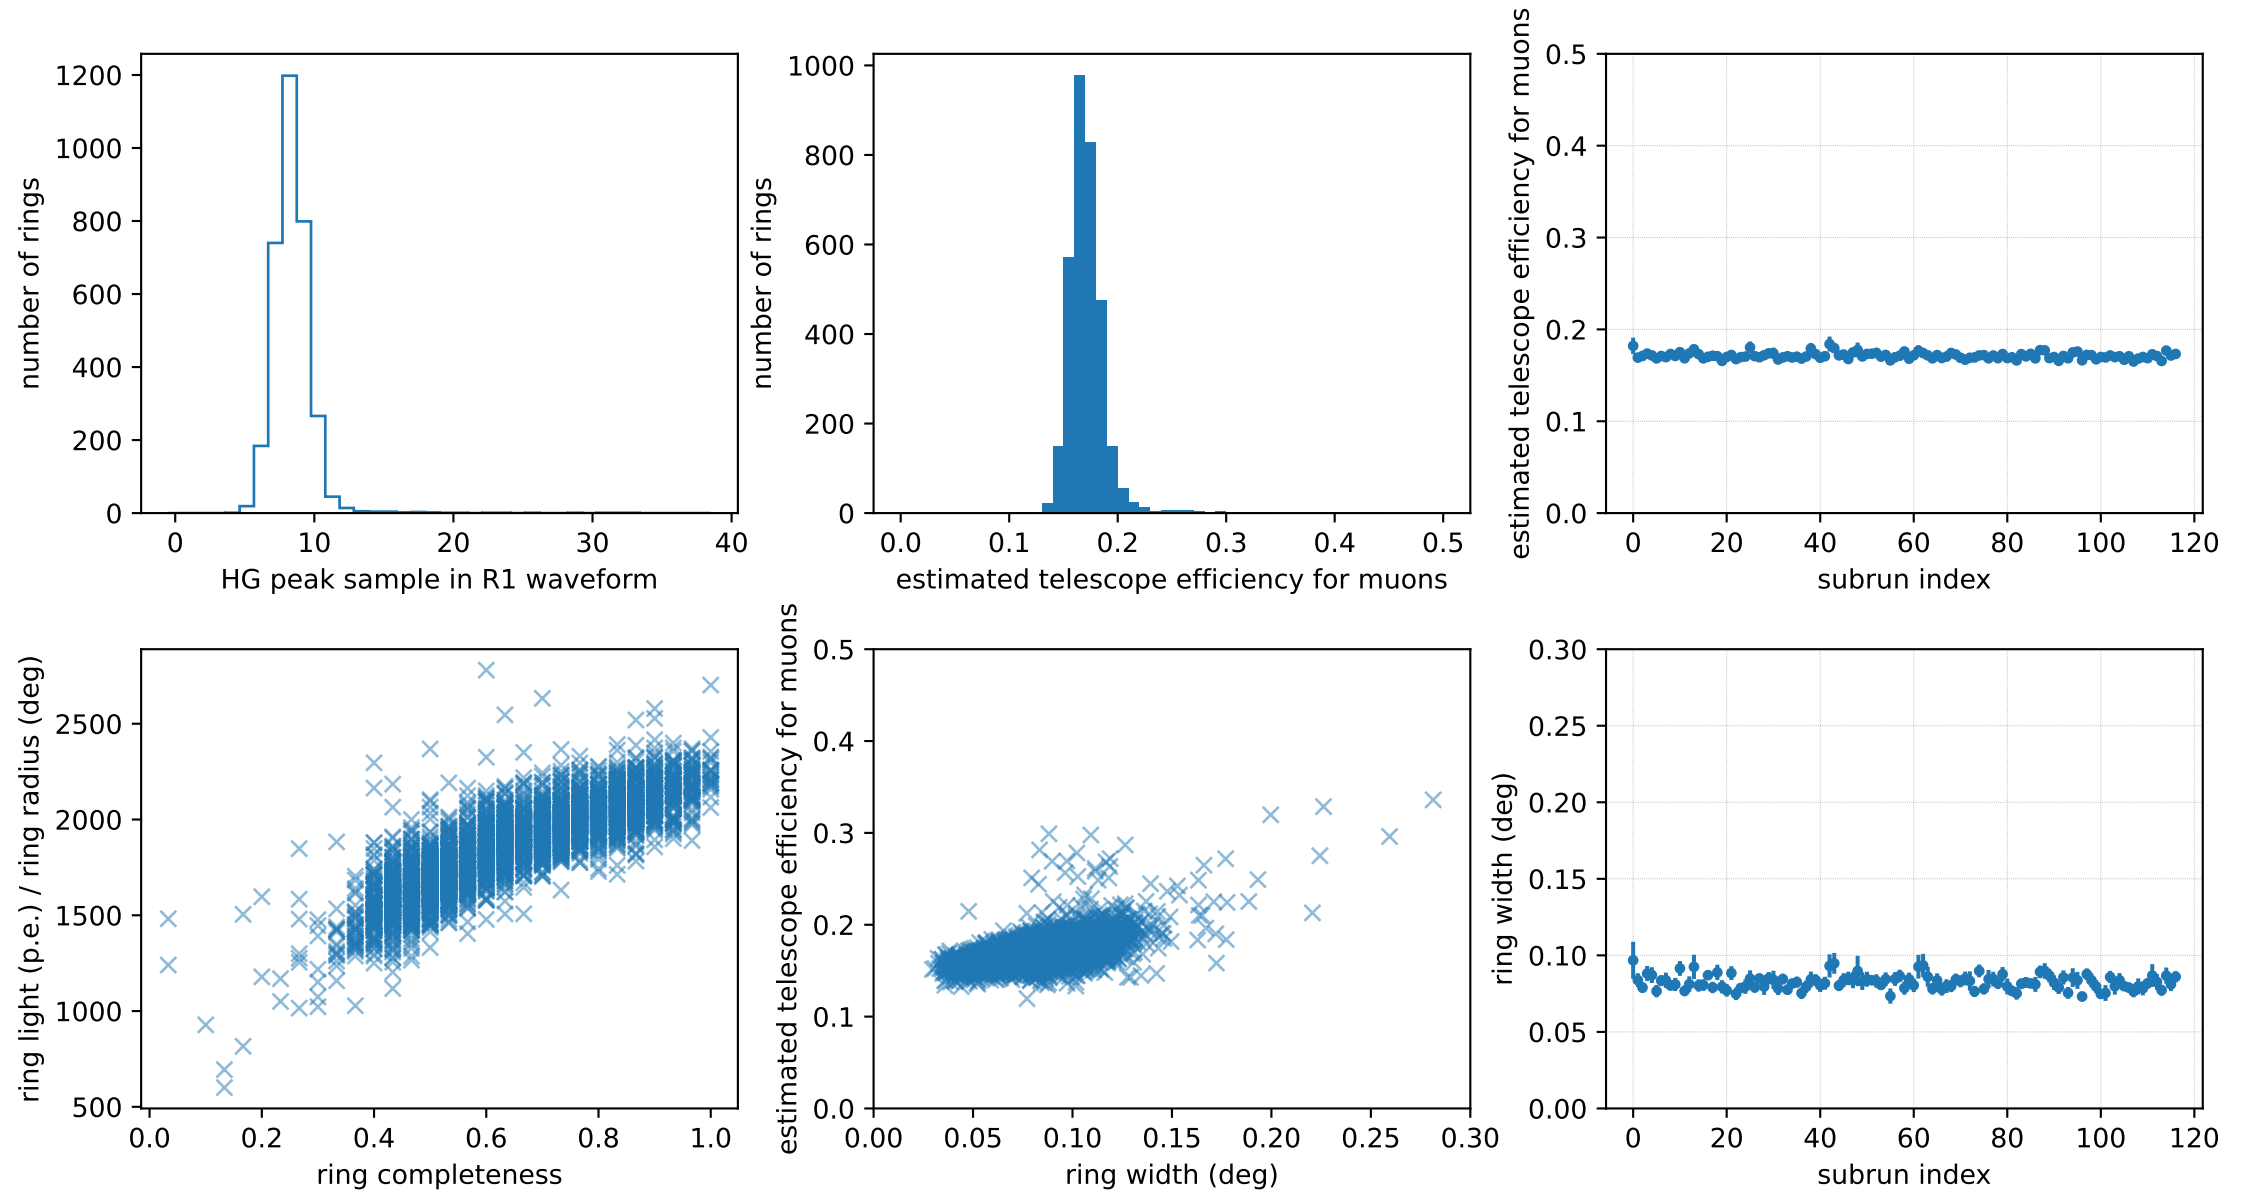 1200
1000
800
600
400
200
0
number of rings
0 10 20 30 40
HG peak sample in R1 waveform
1000
800
600
400
200
0
number of rings
0.0 0.1 0.2 0.3 0.4 0.5
estimated telescope efficiency for muons
0.5
0.4
0.3
0.2
0.1
0.0
estimated telescope efficiency for muons
0 20 40 60 80 100 120
subrun index
2500
2000
1500
1000
500
ring light (p.e.) / ring radius (deg)
0.0 0.2 0.4 0.6 0.8 1.0
ring completeness
0.5
0.4
0.3
0.2
0.1
0.0
estimated telescope efficiency for muons
0.00 0.05 0.10 0.15 0.20 0.25 0.30
ring width (deg)
0.30
0.25
0.20
0.15
0.10
0.05
0.00
ring width (deg)
0 20 40 60 80 100 120
subrun index